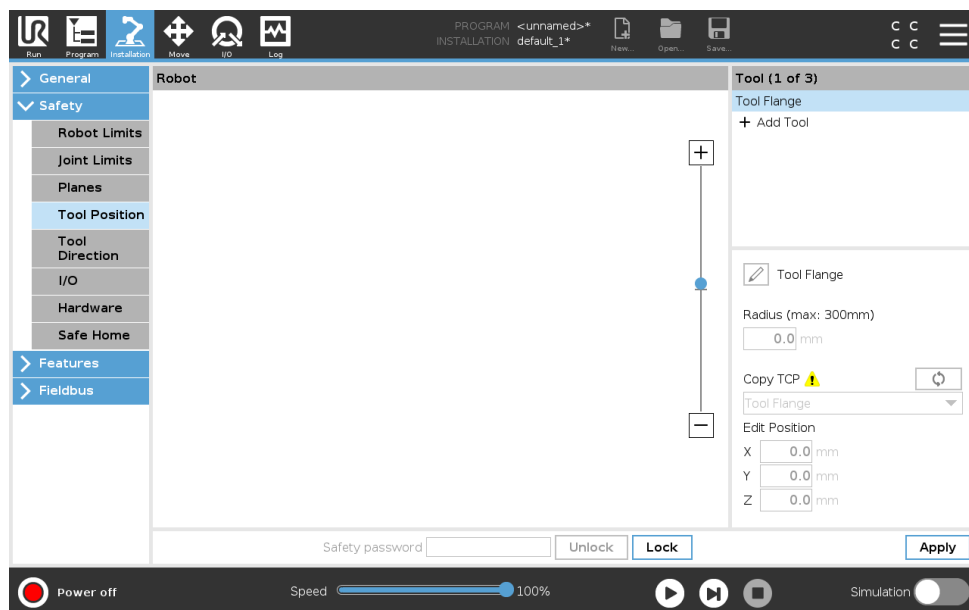 UR
Run
Program
Installation
Move
I/O
Log
PROGRAM <unnamed>*
INSTALLATION default_1*
New...
Open...
Save...
C C
C C
General
Safety
Robot Limits
Joint Limits
Planes
Tool Position
Tool
Direction
I/O
Hardware
Safe Home
Features
Fieldbus
Robot
Tool (1 of 3)
Tool Flange
+ Add Tool
Tool Flange
Radius (max: 300mm)
0.0 mm
Copy TCP
Tool Flange
Edit Position
X 0.0 mm
Y 0.0 mm
Z 0.0 mm
Safety password
Unlock
Lock
Apply
Power off
Speed
100%
Simulation